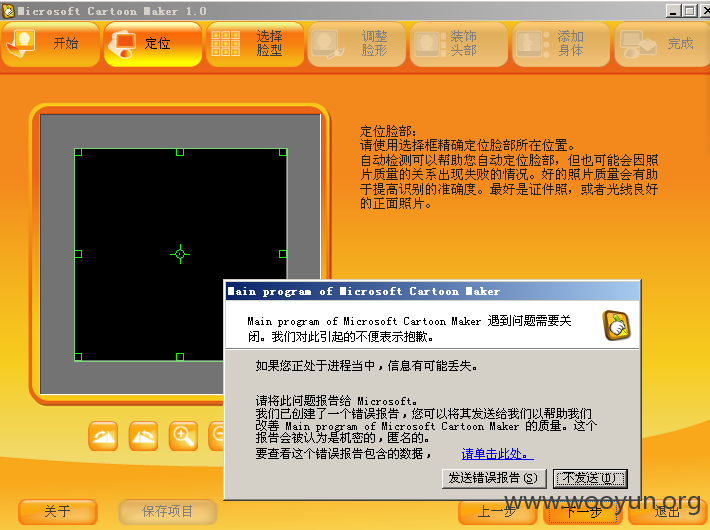 Microsoft Cartoon Maker 1.0
开始
定位
选择
脸型
调整
脸形
装饰
头部
添加
身体
完成
定位脸部：
请使用选择框精确定位脸部所在位置。
自动检测可以帮助您自动定位脸部，但也可能会因照
片质量的关系出现失败的情况。好的照片质量会有助
于提高识别的准确度。最好是证件照，或者光线良好
的正面照片。
Main program of Microsoft Cartoon Maker
Main program of Microsoft Cartoon Maker 遇到问题需要关
闭。我们对此引起的不便表示抱歉。
如果您正处于进程当中，信息有可能丢失。
请将此问题报告给 Microsoft。
我们已创建了一个错误报告，您可以将其发送给我们以帮助我们
改善 Main program of Microsoft Cartoon Maker 的质量。这个
报告会被认为是机密的，匿名的。
要查看这个错误报告包含的数据， 请单击此处。
发送错误报告(S) 不发送(D)
关于 保存项目 上一步 下一步 退出
www.wooyun.org